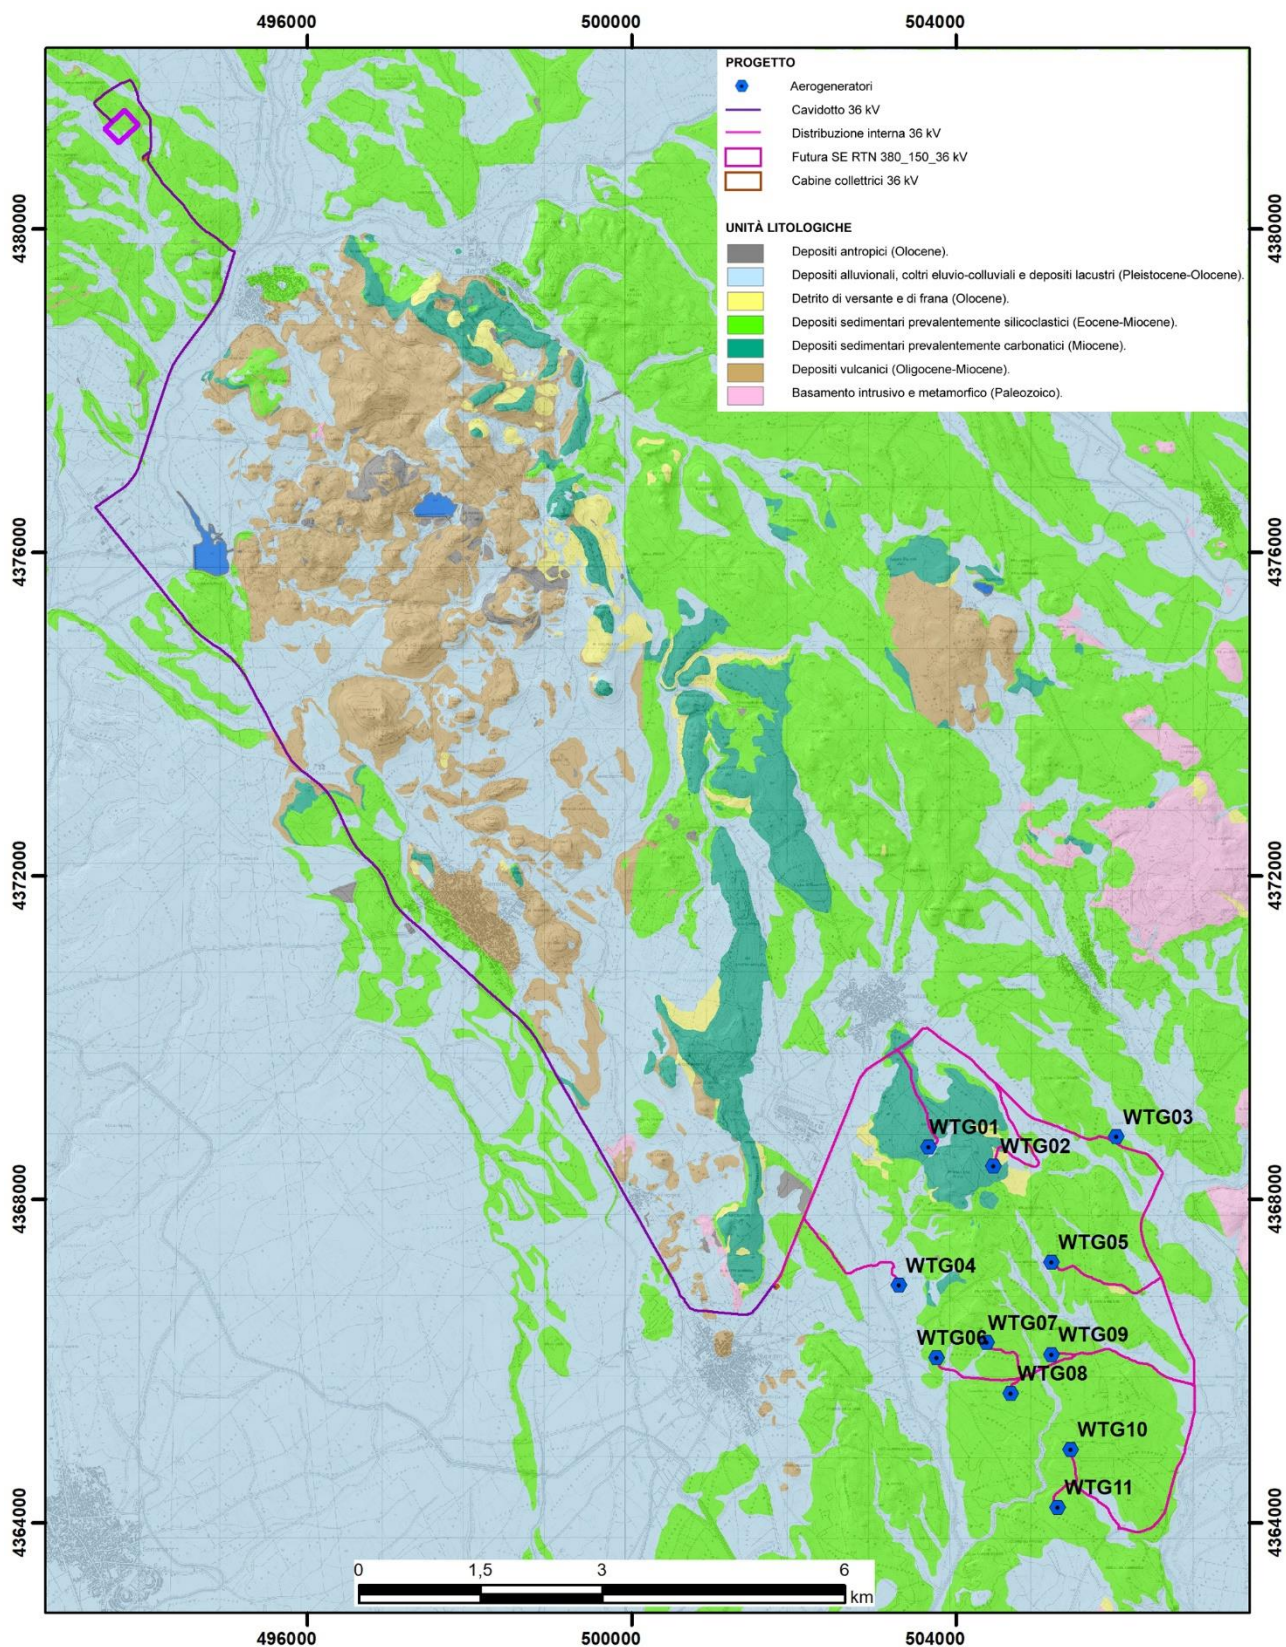 496000 500000 504000
PROGETTO
Aerogeneratori
Cavidotto 36 kV
Distribuzione interna 36 kV
Futura SE RTN 380_150_36 kV
Cabine collettrici 36 kV
UNITÀ LITOLOGICHE
Depositi antropici (Olocene).
Depositi alluvionali, coltri eluvio-colluviali e depositi lacustri (Pleistocene-Olocene).
Detrito di versante e di frana (Olocene).
Depositi sedimentari prevalentemente silicoclastici (Eocene-Miocene).
Depositi sedimentari prevalentemente carbonatici (Miocene).
Depositi vulcanici (Oligocene-Miocene).
Basamento intrusivo e metamorfico (Paleozoico).
4380000 4380000
4376000 4376000
4372000 4372000
WTG03
WTG01
WTG02
4368000 4368000
WTG05
WTG04
WTG07
WTG06 WTG09
WTG08
WTG10
WTG11
4364000 4364000
0 1,5 3 6
km
496000 500000 504000